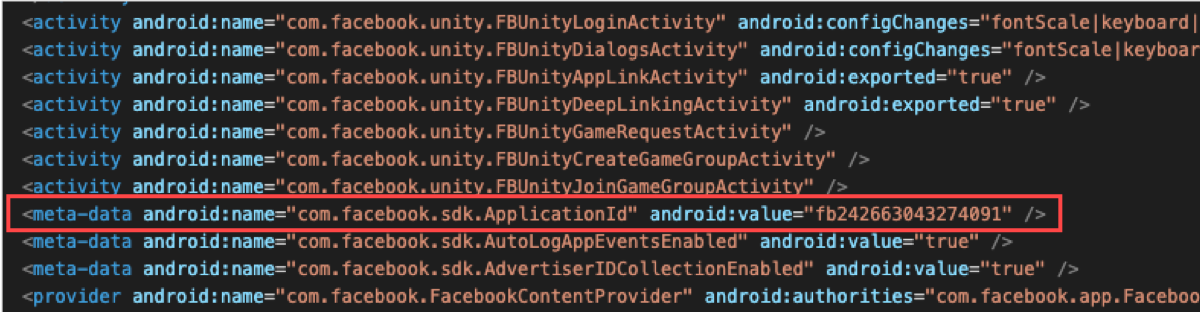 <activity android:name="com.facebook.unity.FBUnityLoginActivity" android:configChanges="fontScale|keyboard|
<activity android:name="com.facebook.unity.FBUnityDialogsActivity" android:configChanges="fontScale|keyboar
<activity android:name="com.facebook.unity.FBUnityAppLinkActivity" android:exported="true" />
<activity android:name="com.facebook.unity.FBUnityDeepLinkingActivity" android:exported="true" />
<activity android:name="com.facebook.unity.FBUnityGameRequestActivity" />
<activity android:name="com.facebook.unity.FBUnityCreateGameGroupActivity" />
<activity android:name="com.facebook.unity.FBUnityJoinGameGroupActivity" />
<meta-data android:name="com.facebook.sdk.ApplicationId" android:value="fb242663043274091" />
<meta-data android:name="com.facebook.sdk.AutoLogAppEventsEnabled" android:value="true" />
<meta-data android:name="com.facebook.sdk.AdvertiserIDCollectionEnabled" android:value="true" />
<provider android:name="com.facebook.FacebookContentProvider" android:authorities="com.facebook.app.Faceboo